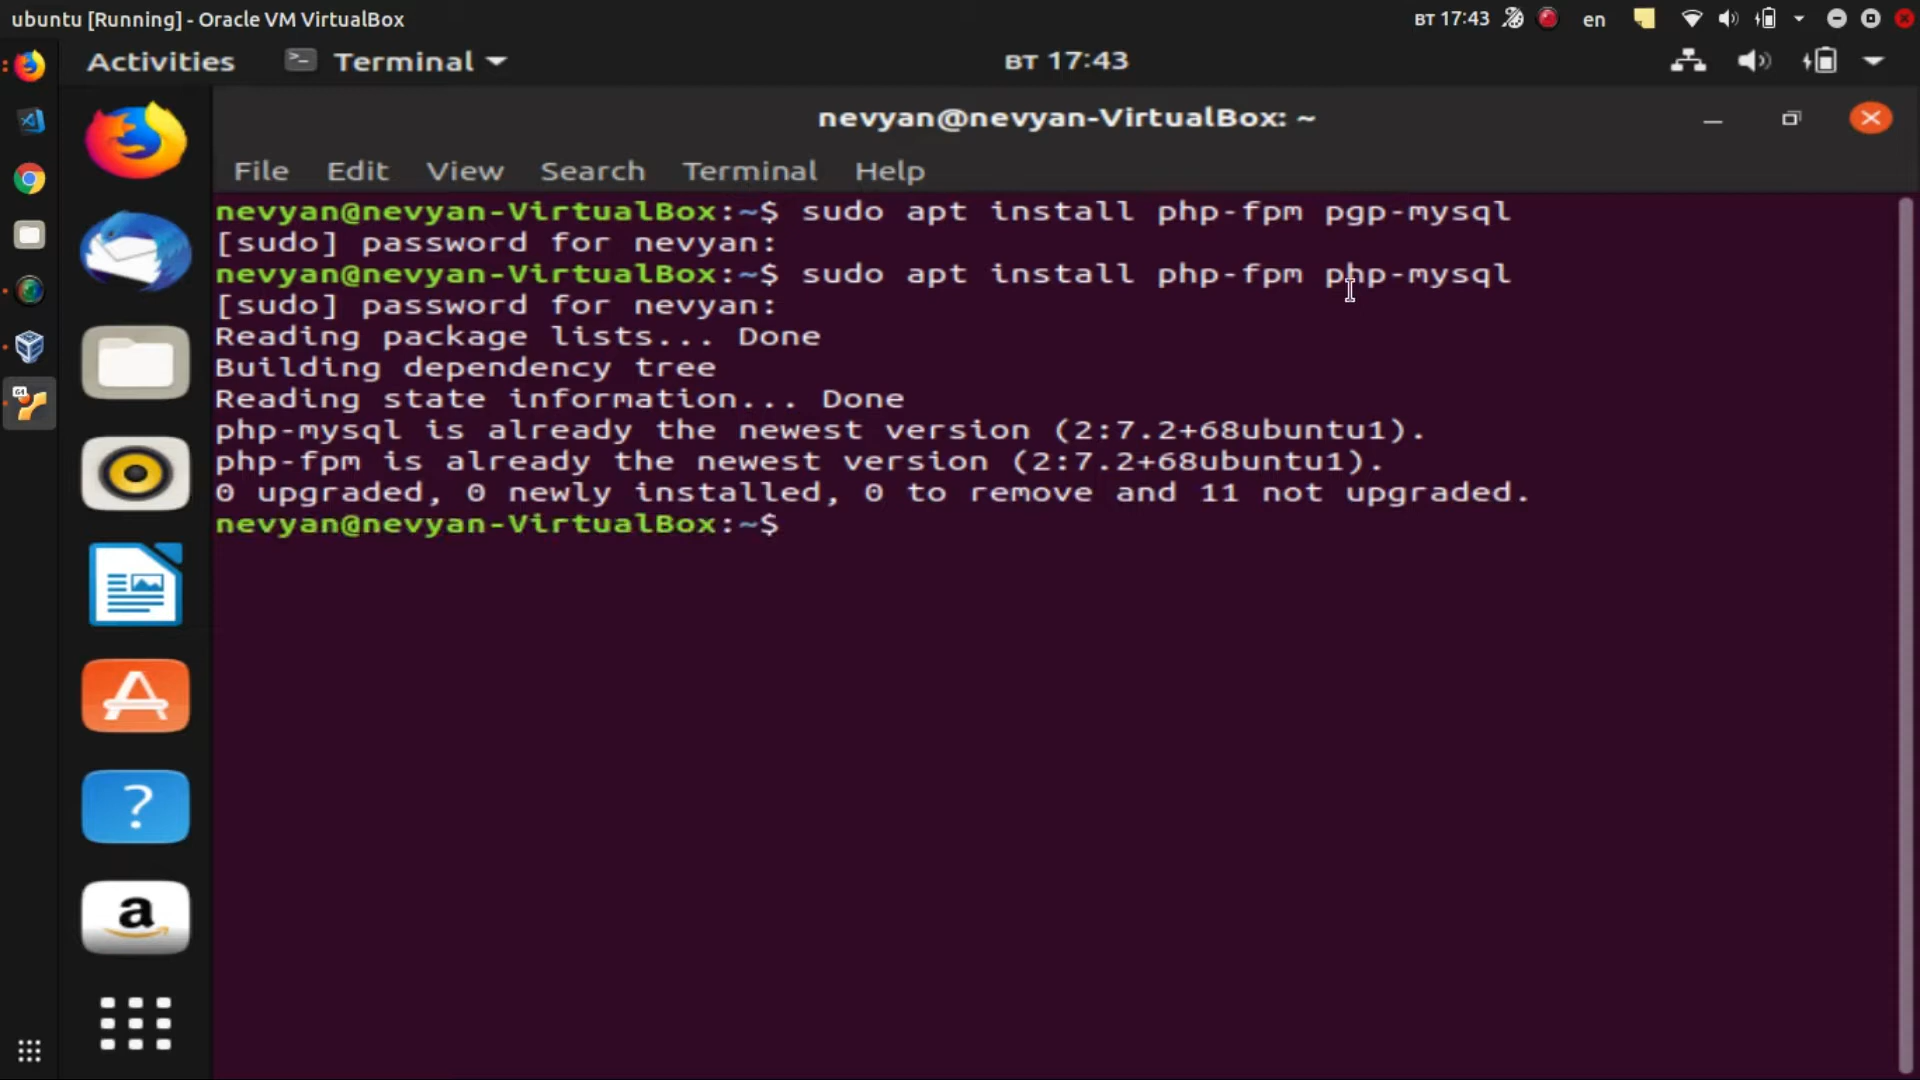 ubuntu [Running] - Oracle VM VirtualBox
вт 17:43
en
Activities
Terminal
вт 17:43
nevyan@nevyan-VirtualBox: ~
File Edit View Search Terminal Help
nevyan@nevyan-VirtualBox:~$ sudo apt install php-fpm pgp-mysql
[sudo] password for nevyan:
nevyan@nevyan-VirtualBox:~$ sudo apt install php-fpm php-mysql
[sudo] password for nevyan:
Reading package lists... Done
Building dependency tree
Reading state information... Done
php-mysql is already the newest version (2:7.2+68ubuntu1).
php-fpm is already the newest version (2:7.2+68ubuntu1).
0 upgraded, 0 newly installed, 0 to remove and 11 not upgraded.
nevyan@nevyan-VirtualBox:~$